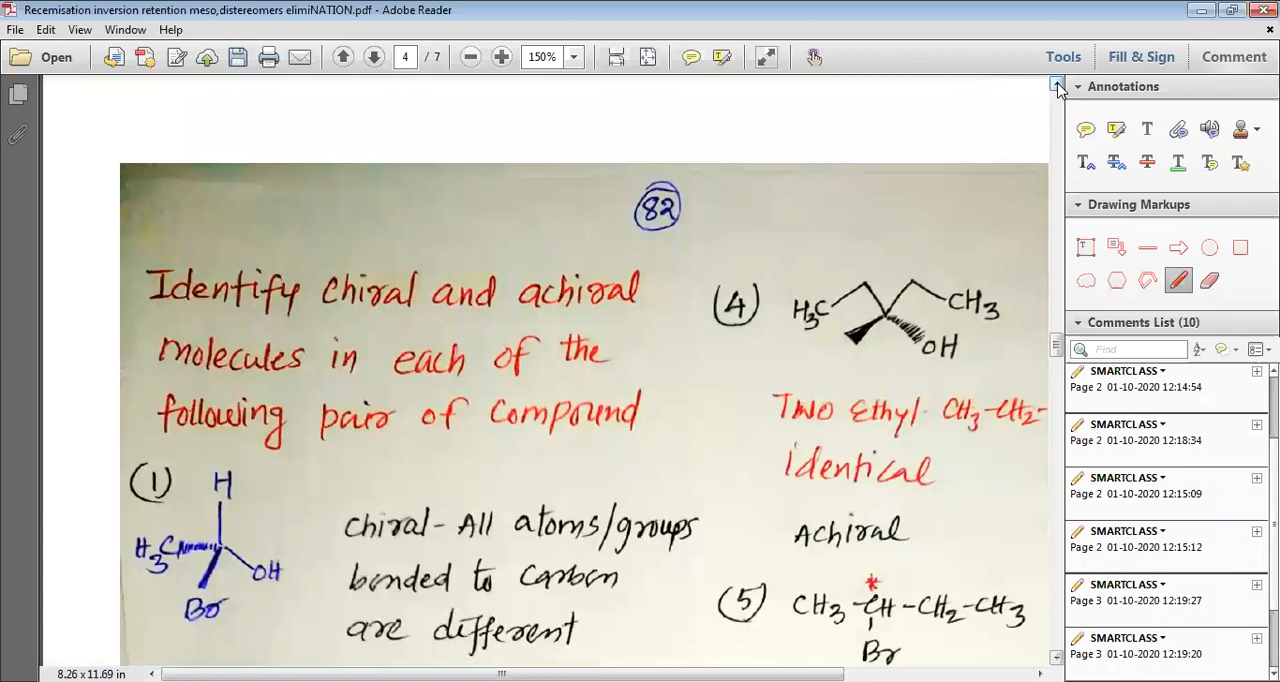 Recemisation inversion retention meso,distereomers elimiNATION.pdf - Adobe Reader
File Edit View Window Help
Open 4 / 7 150% Tools Fill & Sign Comment
Annotations
Drawing Markups
Comments List (10)
Find
SMARTCLASS
Page 2 01-10-2020 12:14:54
SMARTCLASS
Page 2 01-10-2020 12:18:34
SMARTCLASS
Page 2 01-10-2020 12:15:09
SMARTCLASS
Page 2 01-10-2020 12:15:12
SMARTCLASS
Page 3 01-10-2020 12:19:27
SMARTCLASS
Page 3 01-10-2020 12:19:20
82
Identify chiral and achiral
molecules in each of the
following pair of compound
(1)
H
H3C
OH
Br
chiral - All atoms/groups
bonded to carbon
are different
(4)
H3C CH3
OH
Two Ethyl - CH3-CH2-
identical
Achiral
*
(5) CH3-CH-CH2-CH3
Br
8.26 x 11.69 in